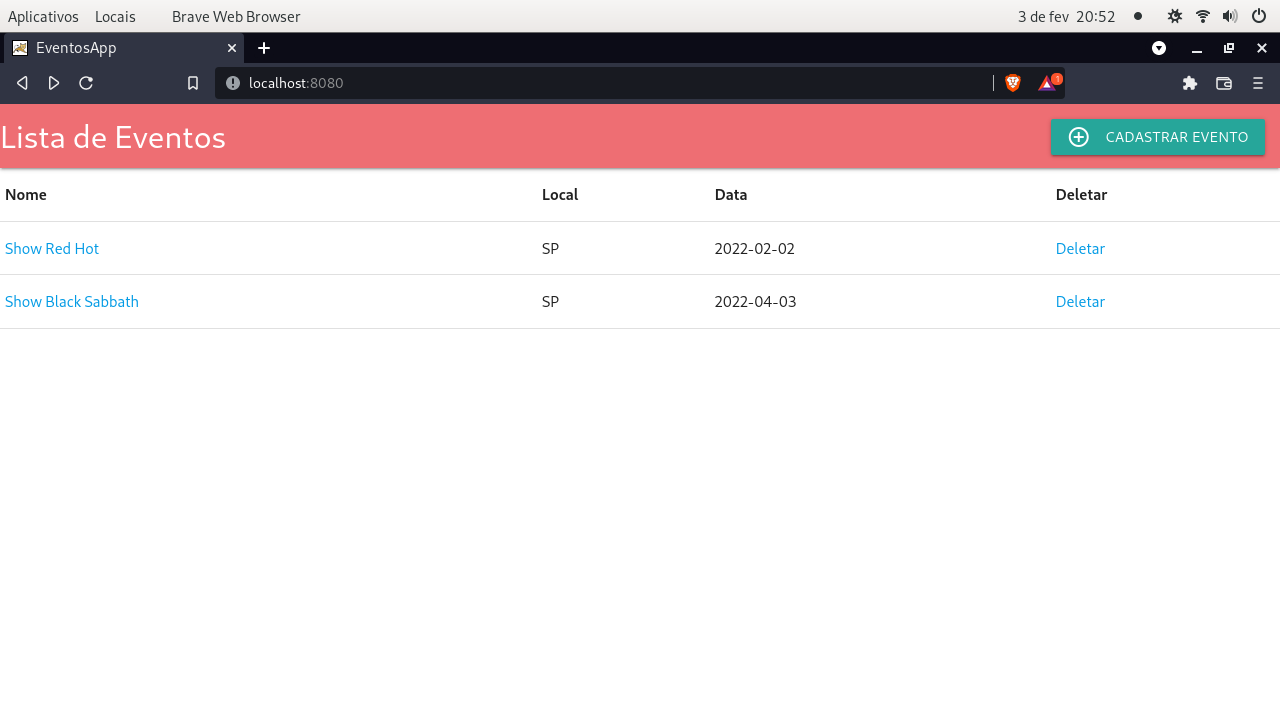 Aplicativos Locais Brave Web Browser 3 de fev 20:52
EventosApp
localhost:8080 1
Lista de Eventos CADASTRAR EVENTO
Nome Local Data Deletar
Show Red Hot SP 2022-02-02 Deletar
Show Black Sabbath SP 2022-04-03 Deletar